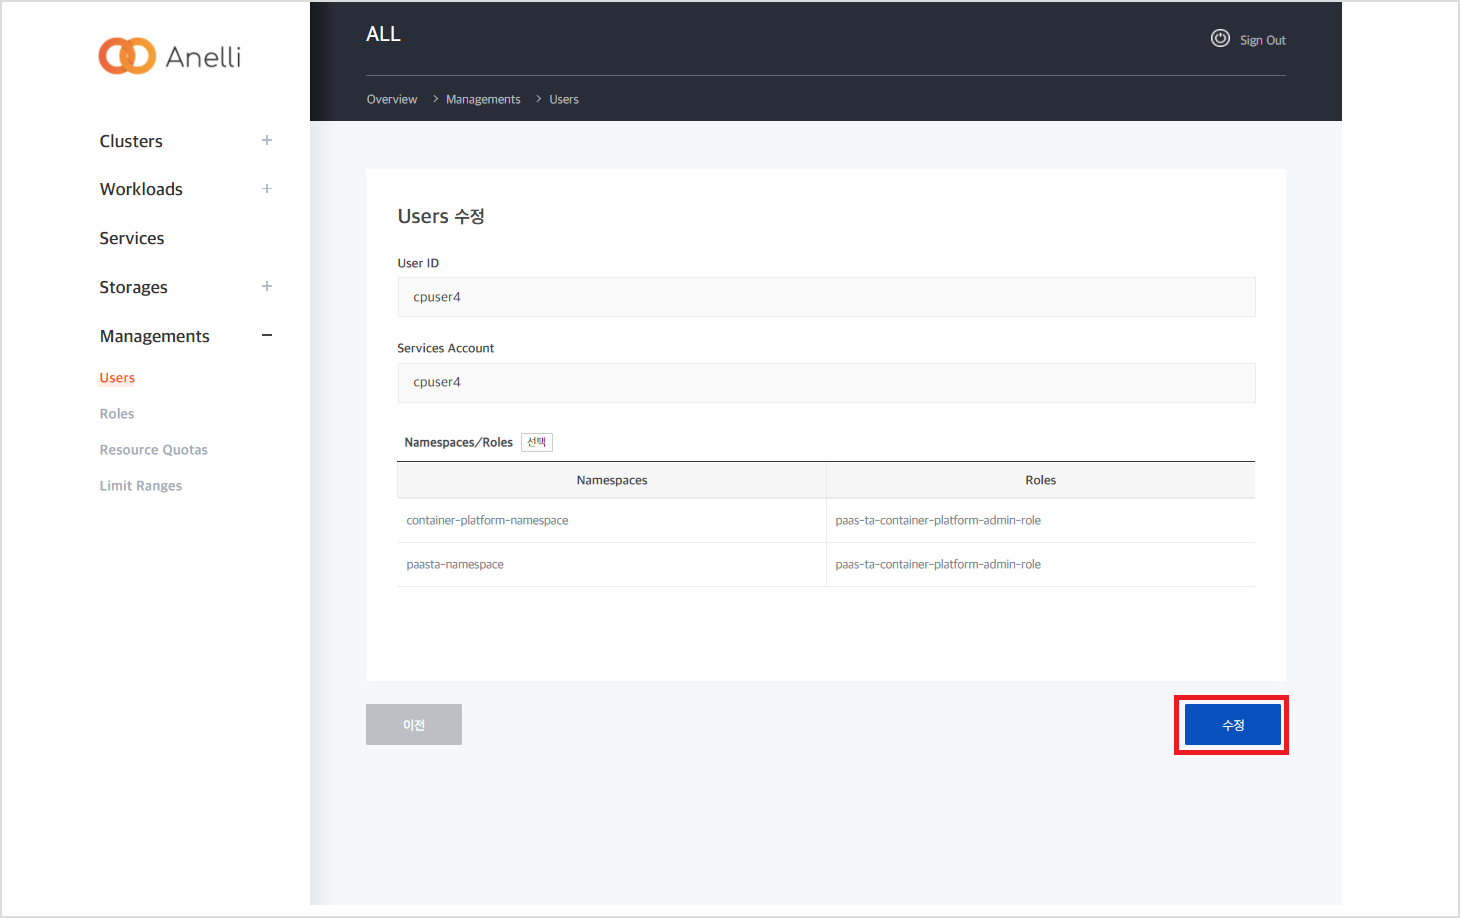 Anelli
Clusters
Workloads
Services
Storages
Managements
Users
Roles
Resource Quotas
Limit Ranges
ALL
Sign Out
Overview > Managements > Users
Users 수정
User ID
cpuser4
Services Account
cpuser4
Namespaces/Roles 선택
Namespaces Roles
container-platform-namespace paas-ta-container-platform-admin-role
paasta-namespace paas-ta-container-platform-admin-role
이전 수정